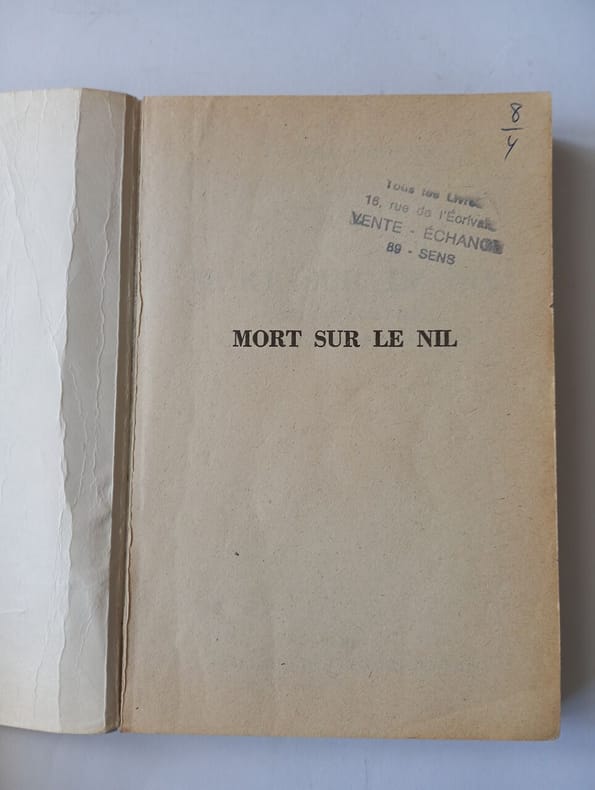 8
4
Tous les Livres
16, rue de l'Écrivain
VENTE - ÉCHANGE
89 - SENS
MORT SUR LE NIL